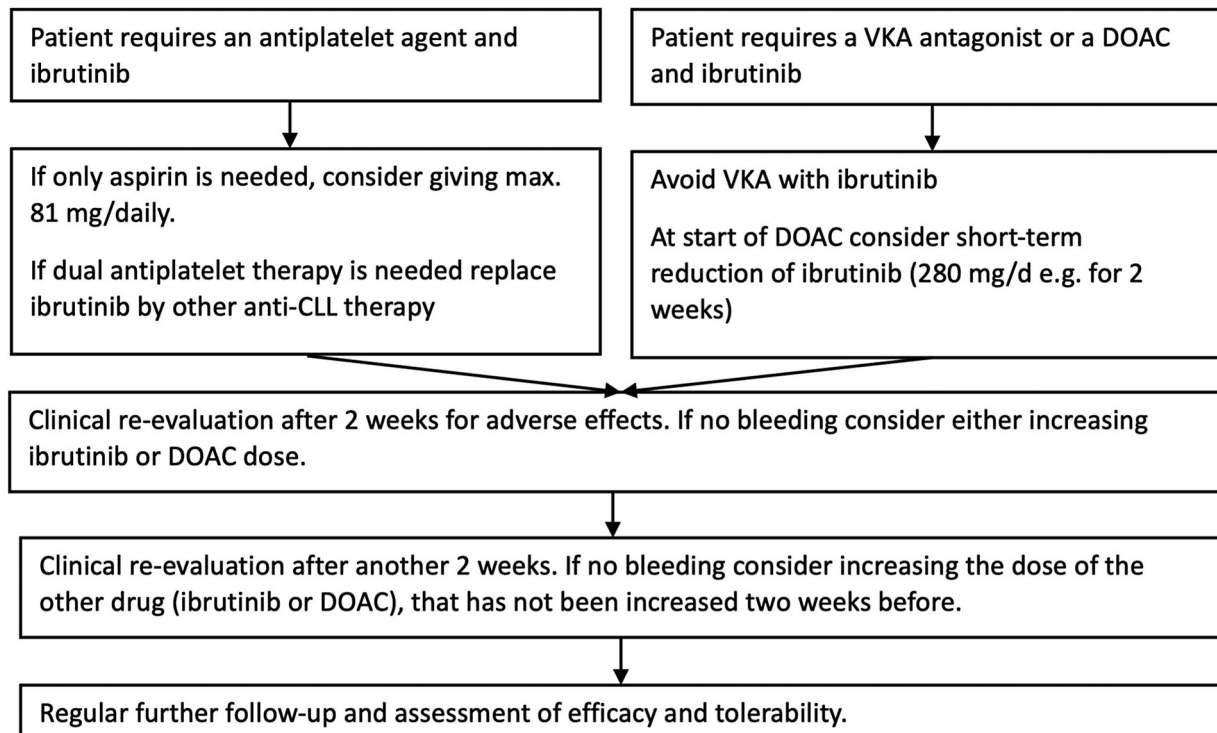 Patient requires an antiplatelet agent and
ibrutinib
Patient requires a VKA antagonist or a DOAC
and ibrutinib
If only aspirin is needed, consider giving max.
81 mg/daily.
If dual antiplatelet therapy is needed replace
ibrutinib by other anti-CLL therapy
Avoid VKA with ibrutinib
At start of DOAC consider short-term
reduction of ibrutinib (280 mg/d e.g. for 2
weeks)
Clinical re-evaluation after 2 weeks for adverse effects. If no bleeding consider either increasing
ibrutinib or DOAC dose.
Clinical re-evaluation after another 2 weeks. If no bleeding consider increasing the dose of the
other drug (ibrutinib or DOAC), that has not been increased two weeks before.
Regular further follow-up and assessment of efficacy and tolerability.